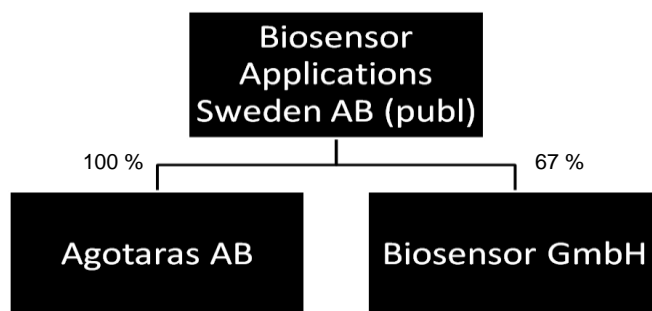 Biosensor
Applications
Sweden AB (publ)
100 %
67 %
Agotaras AB
Biosensor GmbH